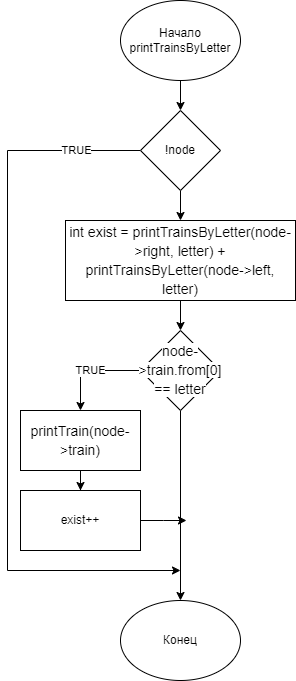 Начало
printTrainsByLetter
TRUE
!node
int exist = printTrainsByLetter(node-
>right, letter) +
printTrainsByLetter(node->left,
letter)
node-
>train.from[0]
== letter
TRUE
printTrain(node-
>train)
exist++
Конец